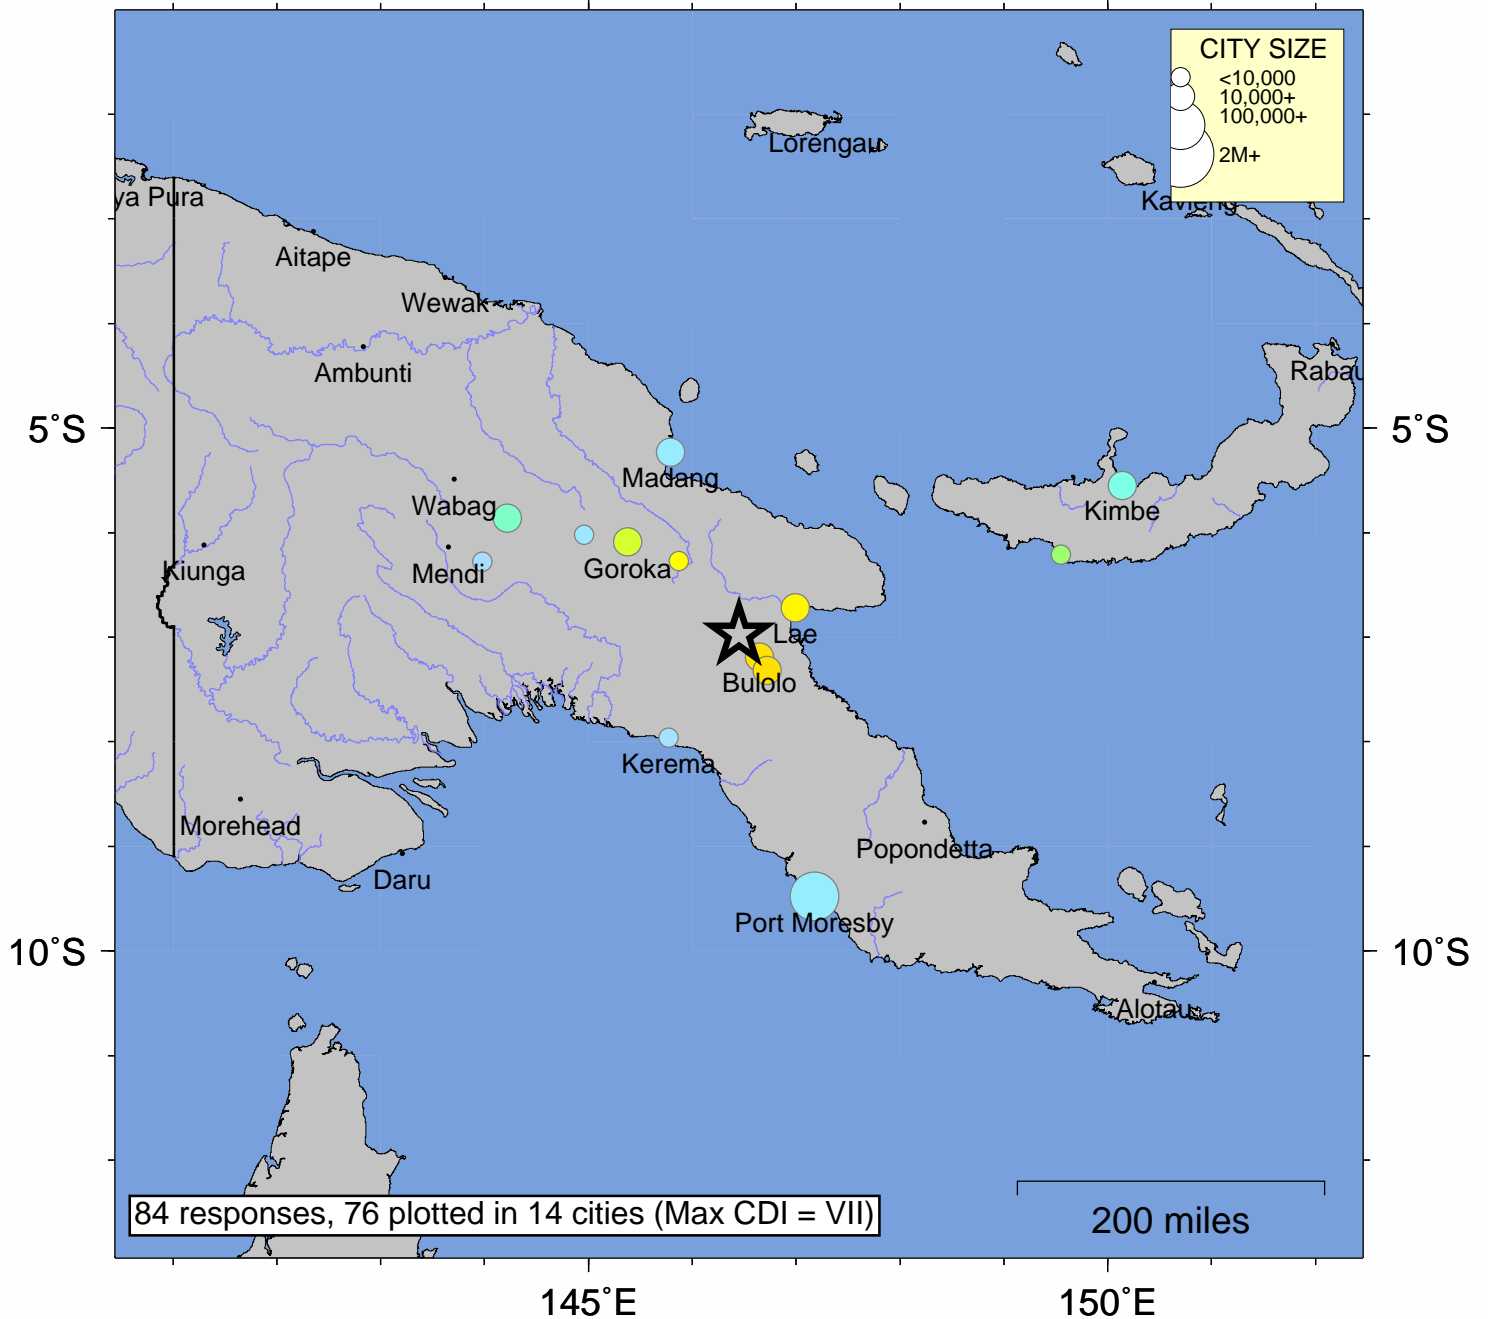 CITY SIZE
<10,000
10,000+
100,000+
2M+
Lorengau
ya Pura
Kavieng
Aitape
Wewak
Ambunti
Rabau
5˚S
5˚S
Madang
Wabag
Kimbe
Goroka
Mendi
Kiunga
Lae
Bulolo
Kerema
Morehead
Popondetta
Daru
Port Moresby
10˚S
10˚S
Alotau
84 responses, 76 plotted in 14 cities (Max CDI = VII)
200 miles
145˚E
150˚E